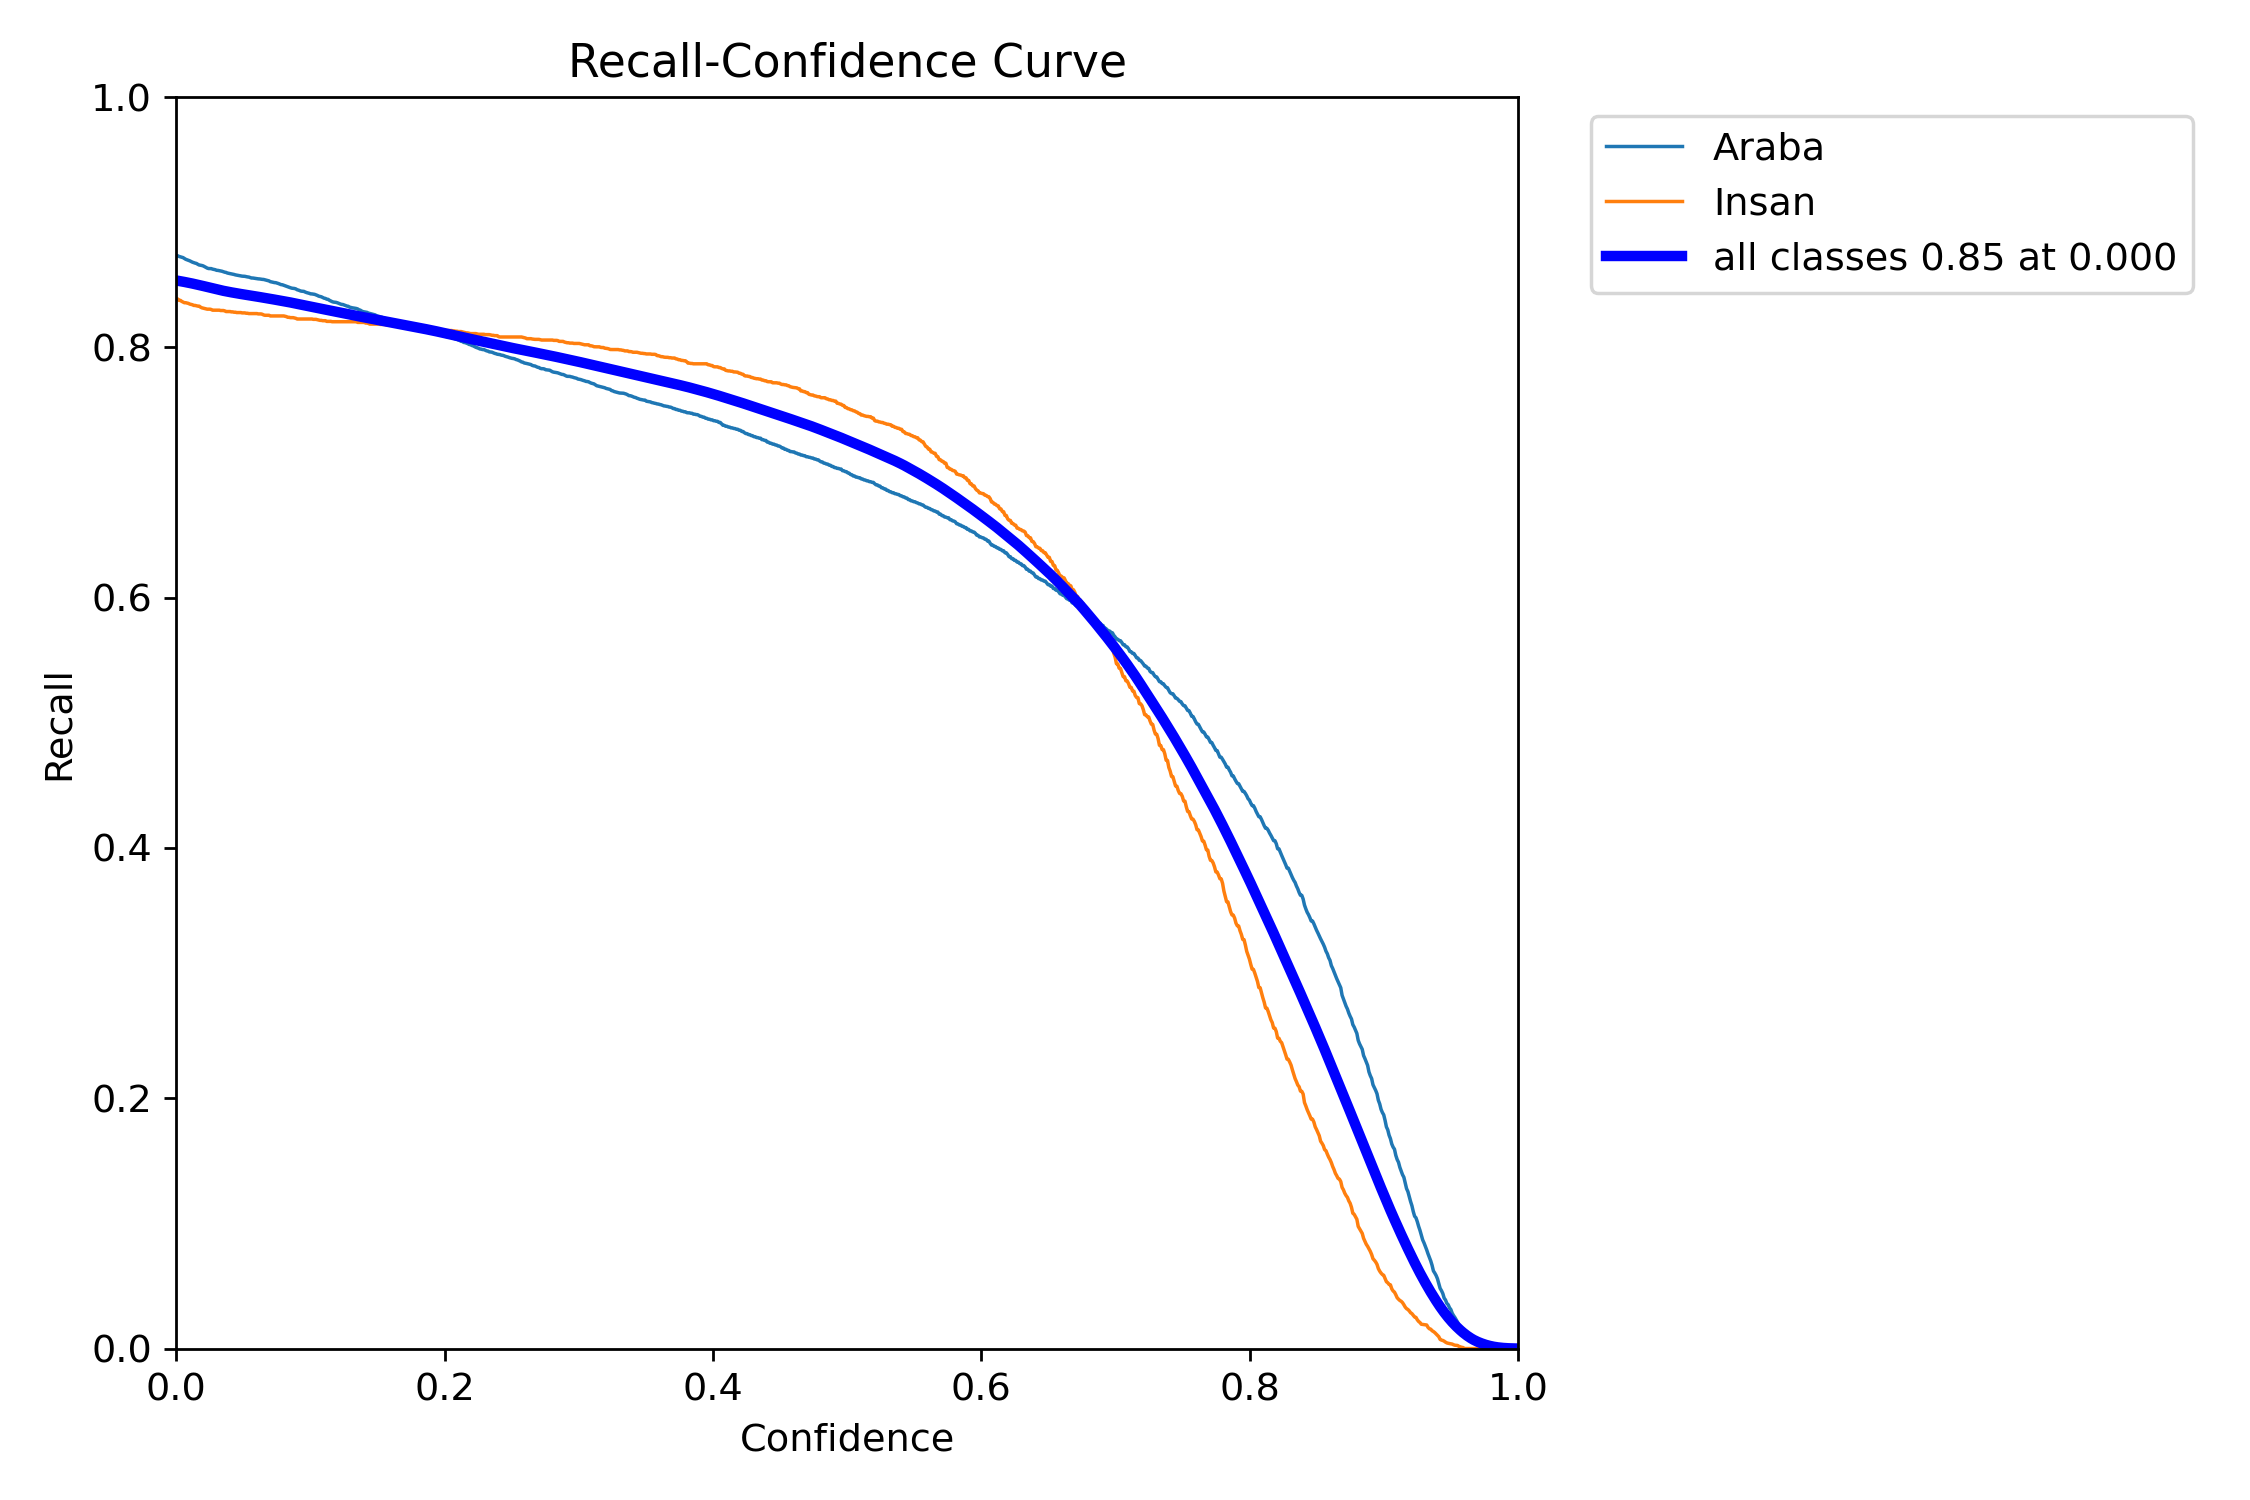 Recall-Confidence Curve
1.0
0.8
0.6
0.4
0.2
0.0
Recall
0.0 0.2 0.4 0.6 0.8 1.0
Confidence
Araba
Insan
all classes 0.85 at 0.000